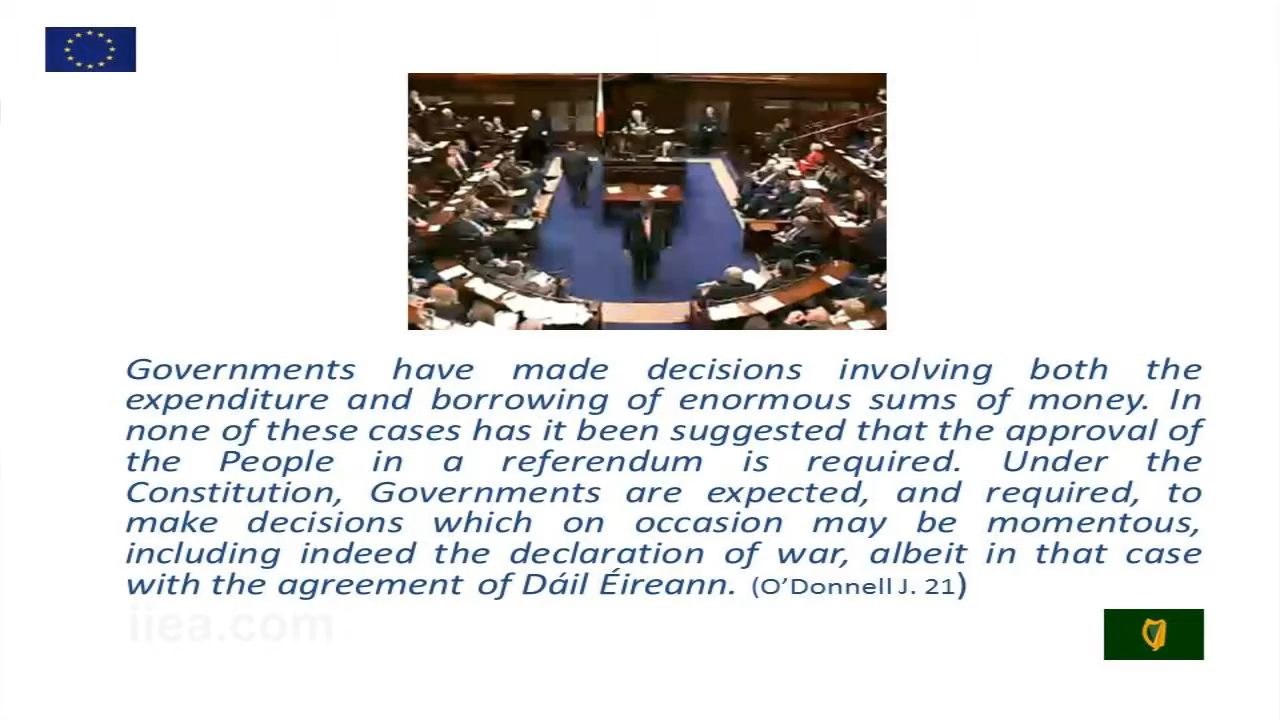 Governments have made decisions involving both the
expenditure and borrowing of enormous sums of money. In
none of these cases has it been suggested that the approval of
the People in a referendum is required. Under the
Constitution, Governments are expected, and required, to
make decisions which on occasion may be momentous,
including indeed the declaration of war, albeit in that case
with the agreement of Dáil Éireann. (O'Donnell J. 21)
iiea.com